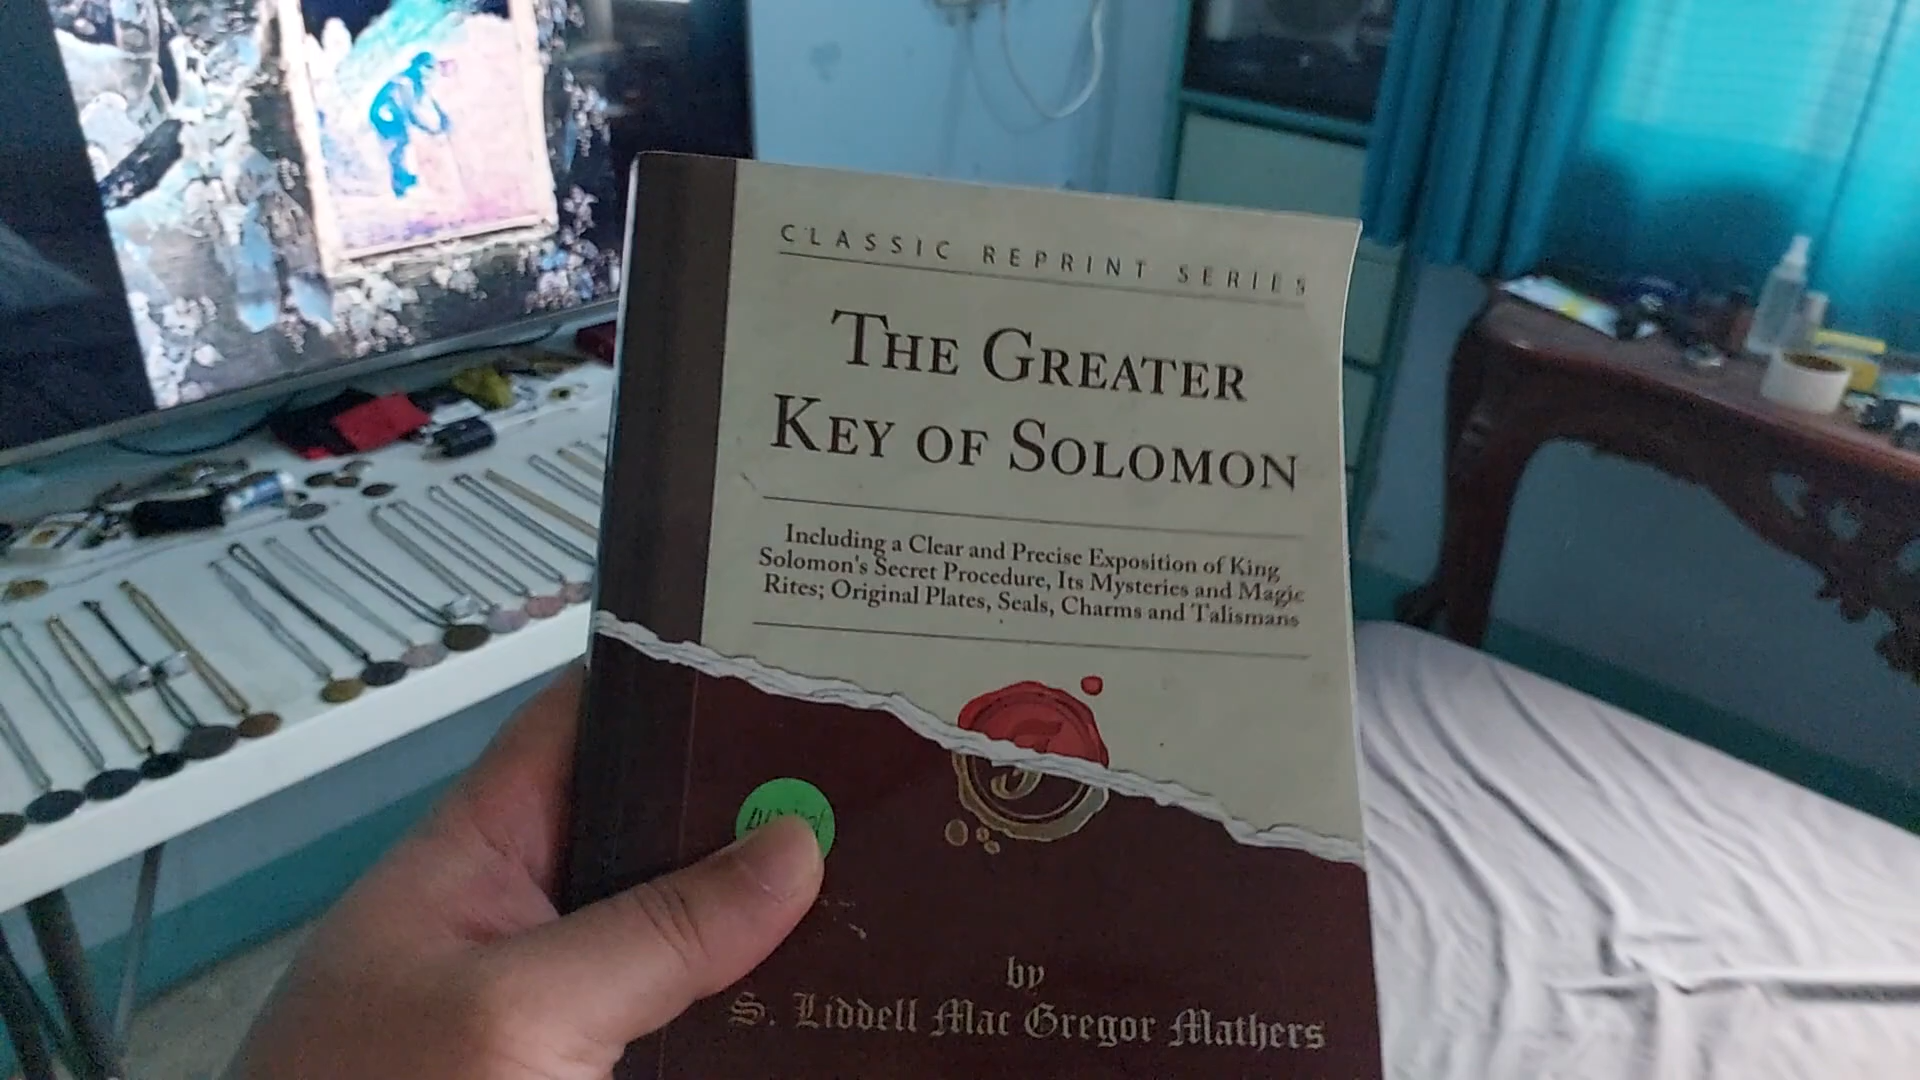 CLASSIC REPRINT SERIES
THE GREATER
KEY OF SOLOMON
Including a Clear and Precise Exposition of King
Solomon's Secret Procedure, Its Mysteries and Magic
Rites; Original Plates, Seals, Charms and Talismans
F
by
S. Liddell Mac Gregor Mathers